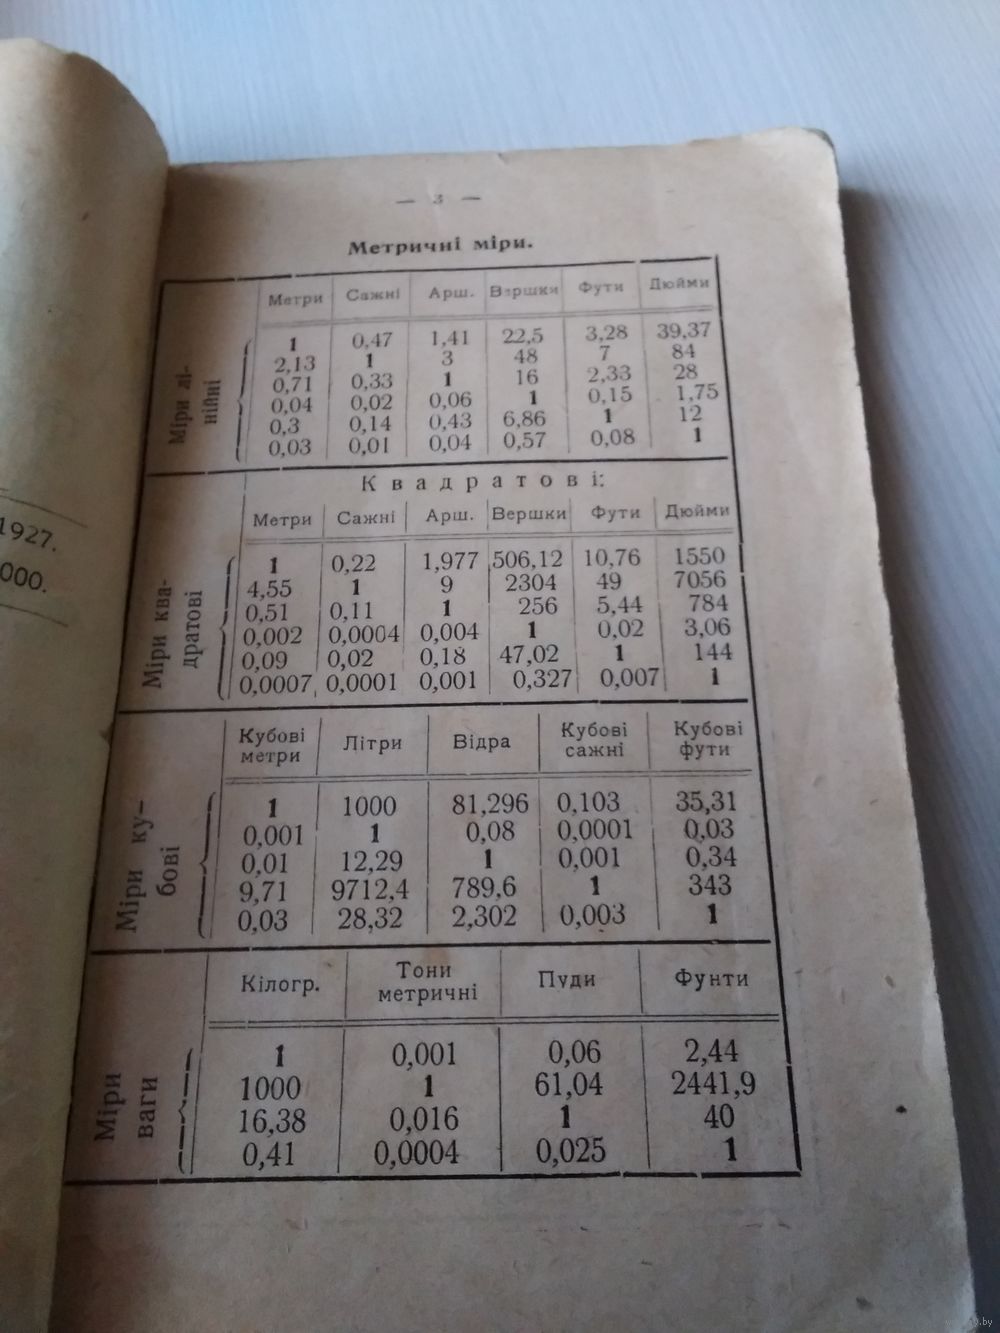 1927.
000.
— 3 —
Метричні міри.
Міри лі-
нійні
Метри Сажні Арш. Вершки Фути Дюйми
1 0,47 1,41 22,5 3,28 39,37
2,13 1 3 48 7 84
0,71 0,33 1 16 2,33 28
0,04 0,02 0,06 1 0,15 1,75
0,3 0,14 0,43 6,86 1 12
0,03 0,01 0,04 0,57 0,08 1
Квадратові:
Міри ква-
дратові
Метри Сажні Арш. Вершки Фути Дюйми
1 0,22 1,977 506,12 10,76 1550
4,55 1 9 2304 49 7056
0,51 0,11 1 256 5,44 784
0,002 0,0004 0,004 1 0,02 3,06
0,09 0,02 0,18 47,02 1 144
0,0007 0,0001 0,001 0,327 0,007 1
Міри ку-
бові
Кубові Літри Відра Кубові Кубові
метри сажні фути
1 1000 81,296 0,103 35,31
0,001 1 0,08 0,0001 0,03
0,01 12,29 1 0,001 0,34
9,71 9712,4 789,6 1 343
0,03 28,32 2,302 0,003 1
Міри
ваги
Кілогр. Тони Пуди Фунти
метричні
1 0,001 0,06 2,44
1000 1 61,04 2441,9
16,38 0,016 1 40
0,41 0,0004 0,025 1